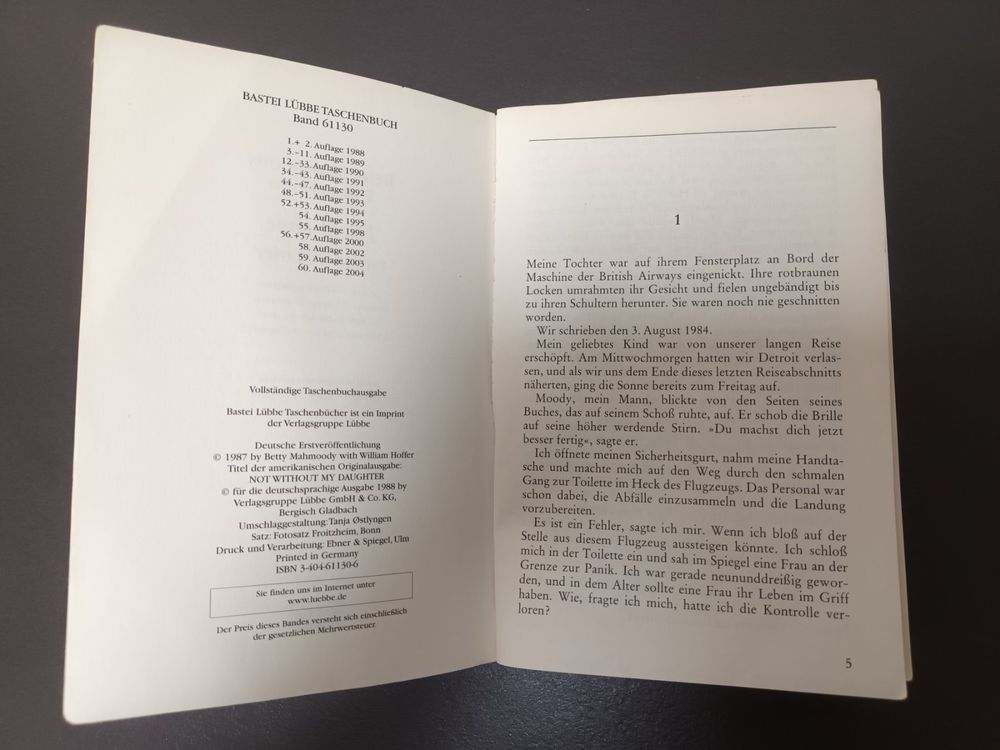 BASTEI LÜBBE TASCHENBUCH
Band 61130
1.+ 2. Auflage 1988
3.–11. Auflage 1989
12.–33. Auflage 1990
34.–43. Auflage 1991
44.–47. Auflage 1992
48.–51. Auflage 1993
52.+53. Auflage 1994
54. Auflage 1995
55. Auflage 1998
56.+57. Auflage 2000
58. Auflage 2002
59. Auflage 2003
60. Auflage 2004
Vollständige Taschenbuchausgabe
Bastei Lübbe Taschenbücher ist ein Imprint
der Verlagsgruppe Lübbe
Deutsche Erstveröffentlichung
© 1987 by Betty Mahmoody with William Hoffer
Titel der amerikanischen Originalausgabe:
NOT WITHOUT MY DAUGHTER
© für die deutschsprachige Ausgabe 1988 by
Verlagsgruppe Lübbe GmbH & Co. KG,
Bergisch Gladbach
Umschlaggestaltung: Tanja Østlyngen
Satz: Fotosatz Froitzheim, Bonn
Druck und Verarbeitung: Ebner & Spiegel, Ulm
Printed in Germany
ISBN 3-404-61130-6
Sie finden uns im Internet unter
www.luebbe.de
Der Preis dieses Bandes versteht sich einschließlich
der gesetzlichen Mehrwertsteuer.
1
Meine Tochter war auf ihrem Fensterplatz an Bord der
Maschine der British Airways eingenickt. Ihre rotbraunen
Locken umrahmten ihr Gesicht und fielen ungebändigt bis
zu ihren Schultern herunter. Sie waren noch nie geschnitten
worden.
Wir schrieben den 3. August 1984.
Mein geliebtes Kind war von unserer langen Reise
erschöpft. Am Mittwochmorgen hatten wir Detroit verlas-
sen, und als wir uns dem Ende dieses letzten Reiseabschnitts
näherten, ging die Sonne bereits zum Freitag auf.
Moody, mein Mann, blickte von den Seiten seines
Buches, das auf seinem Schoß ruhte, auf. Er schob die Brille
auf seine höher werdende Stirn. »Du machst dich jetzt
besser fertig«, sagte er.
Ich öffnete meinen Sicherheitsgurt, nahm meine Handta-
sche und machte mich auf den Weg durch den schmalen
Gang zur Toilette im Heck des Flugzeugs. Das Personal war
schon dabei, die Abfälle einzusammeln und die Landung
vorzubereiten.
Es ist ein Fehler, sagte ich mir. Wenn ich bloß auf der
Stelle aus diesem Flugzeug aussteigen könnte. Ich schloß
mich in der Toilette ein und sah im Spiegel eine Frau an der
Grenze zur Panik. Ich war gerade neununddreißig gewor-
den, und in dem Alter sollte eine Frau ihr Leben im Griff
haben. Wie, fragte ich mich, hatte ich die Kontrolle ver-
loren?
5